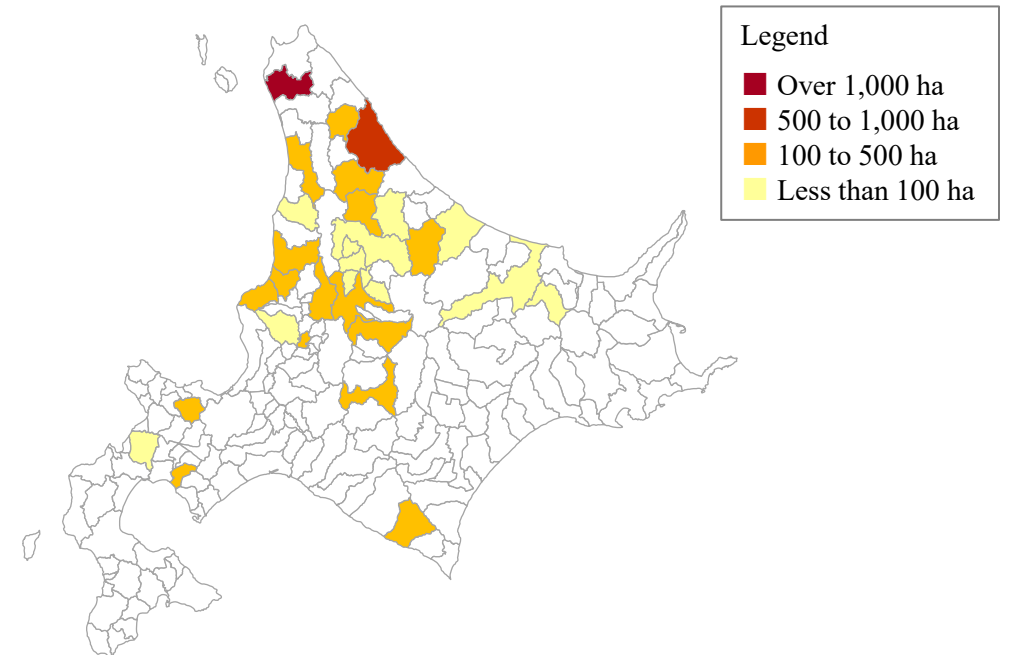 Legend
Over 1,000 ha
500 to 1,000 ha
100 to 500 ha
Less than 100 ha